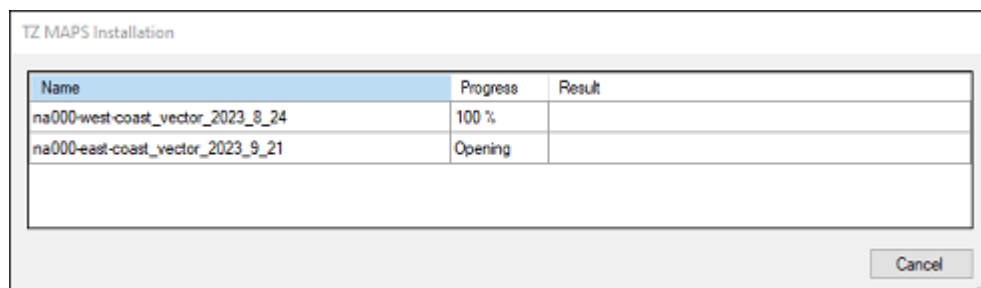 TZ MAPS Installation
Name Progress Result
na000-west-coast_vector_2023_8_24 100 %
na000-east-coast_vector_2023_9_21 Opening
Cancel